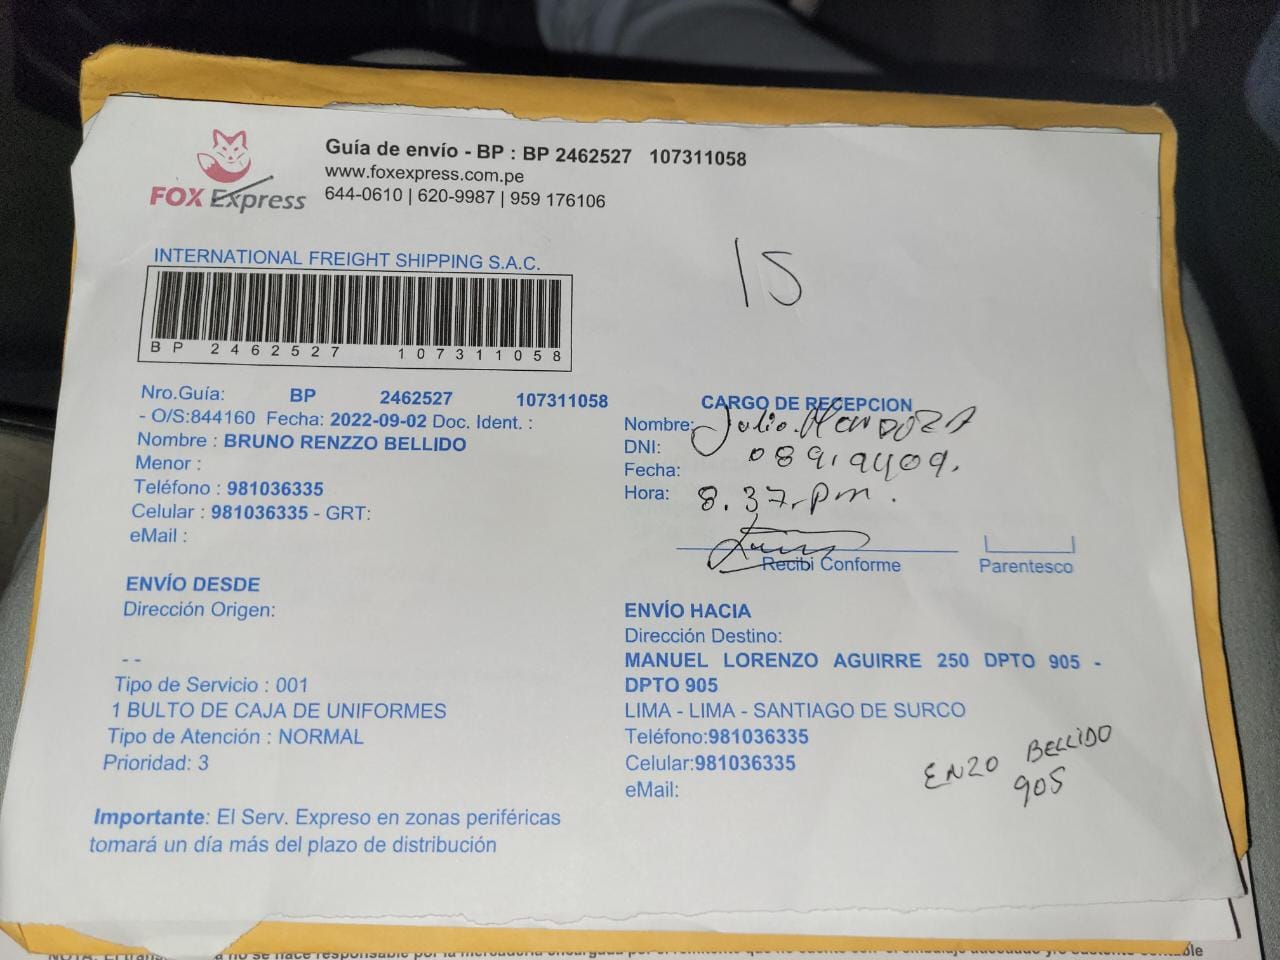 FOX Express
Guía de envío - BP : BP 2462527 107311058
www.foxexpress.com.pe
644-0610 | 620-9987 | 959 176106
INTERNATIONAL FREIGHT SHIPPING S.A.C.
BP 2462527 107311058
15
Nro.Guía: BP 2462527 107311058
- O/S:844160 Fecha: 2022-09-02 Doc. Ident. :
Nombre : BRUNO RENZZO BELLIDO
Menor :
Teléfono : 981036335
Celular : 981036335 - GRT:
eMail :
ENVÍO DESDE
Dirección Origen:
- -
Tipo de Servicio : 001
1 BULTO DE CAJA DE UNIFORMES
Tipo de Atención : NORMAL
Prioridad: 3
Importante: El Serv. Expreso en zonas periféricas
tomará un día más del plazo de distribución
CARGO DE RECEPCION
Nombre: Julio. Mendoza
DNI: 089.9409.
Fecha:
Hora: 8.37.pm.
Recibi Conforme Parentesco
ENVÍO HACIA
Dirección Destino:
MANUEL LORENZO AGUIRRE 250 DPTO 905 -
DPTO 905
LIMA - LIMA - SANTIAGO DE SURCO
Teléfono:981036335
Celular:981036335
eMail:
ENZO BELLIDO
905